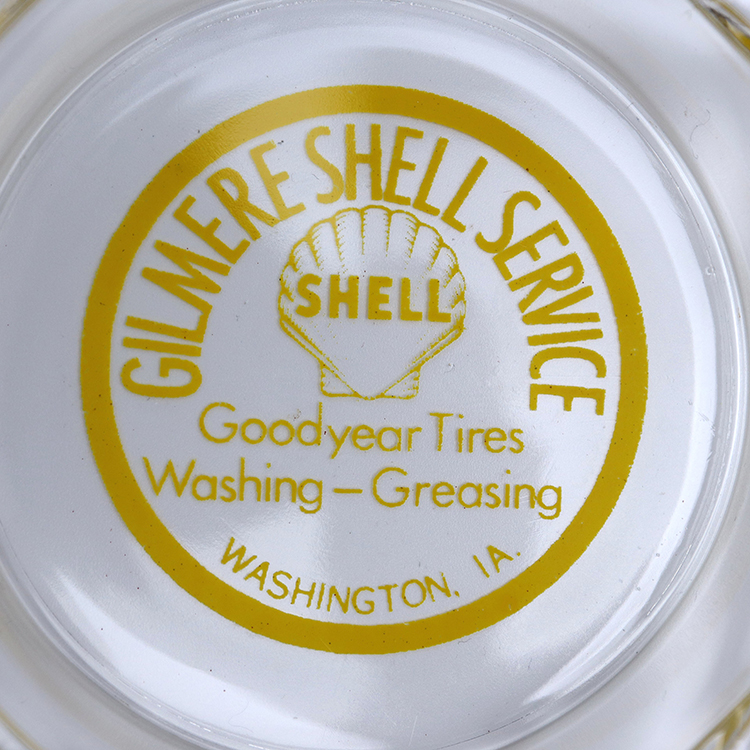 GILMERE SHELL SERVICE
SHELL
Goodyear Tires
Washing – Greasing
WASHINGTON, IA.